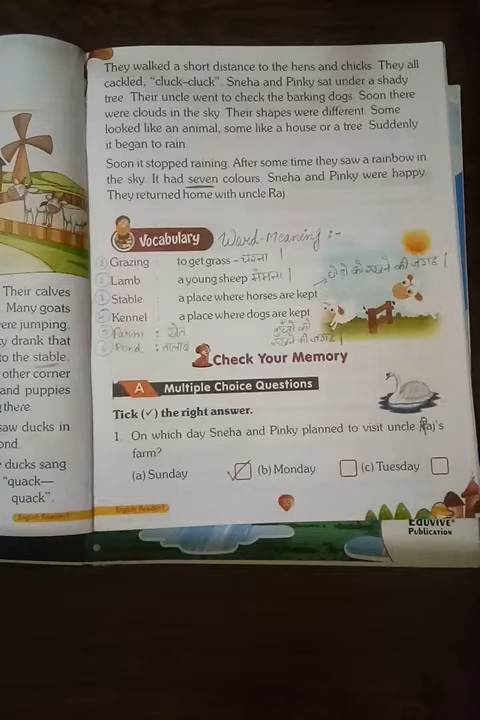 They walked a short distance to the hens and chicks. They all
cackled, "cluck-cluck". Sneha and Pinky sat under a shady
tree. Their uncle went to check the barking dogs. Soon there
were clouds in the sky. Their shapes were different. Some
looked like an animal, some like a house or a tree. Suddenly
it began to rain.
Soon it stopped raining. After some time they saw a rainbow in
the sky. It had seven colours. Sneha and Pinky were happy.
They returned home with uncle Raj.
Vocabulary Word-Meaning :-
① Grazing : to get grass - चरना |
② Lamb : a young sheep मेमना |
③ Stable : a place where horses are kept → घोड़ो को रखने की जगह |
④ Kennel : a place where dogs are kept
कुत्तों को
रखने की जगह |
⑤ Farm : खेत
⑥ Pond : तालाब
Check Your Memory
A Multiple Choice Questions
Tick (✓) the right answer.
1. On which day Sneha and Pinky planned to visit uncle Raj's
farm?
(a) Sunday (b) Monday (c) Tuesday
English Reader-1
EDUVIVE®
PUBLICATION
Their calves
Many goats
ere jumping.
y drank that
to the stable.
other corner
and puppies
there.
saw ducks in
ond.
ducks sang
"quack—
quack".
English Reader-1